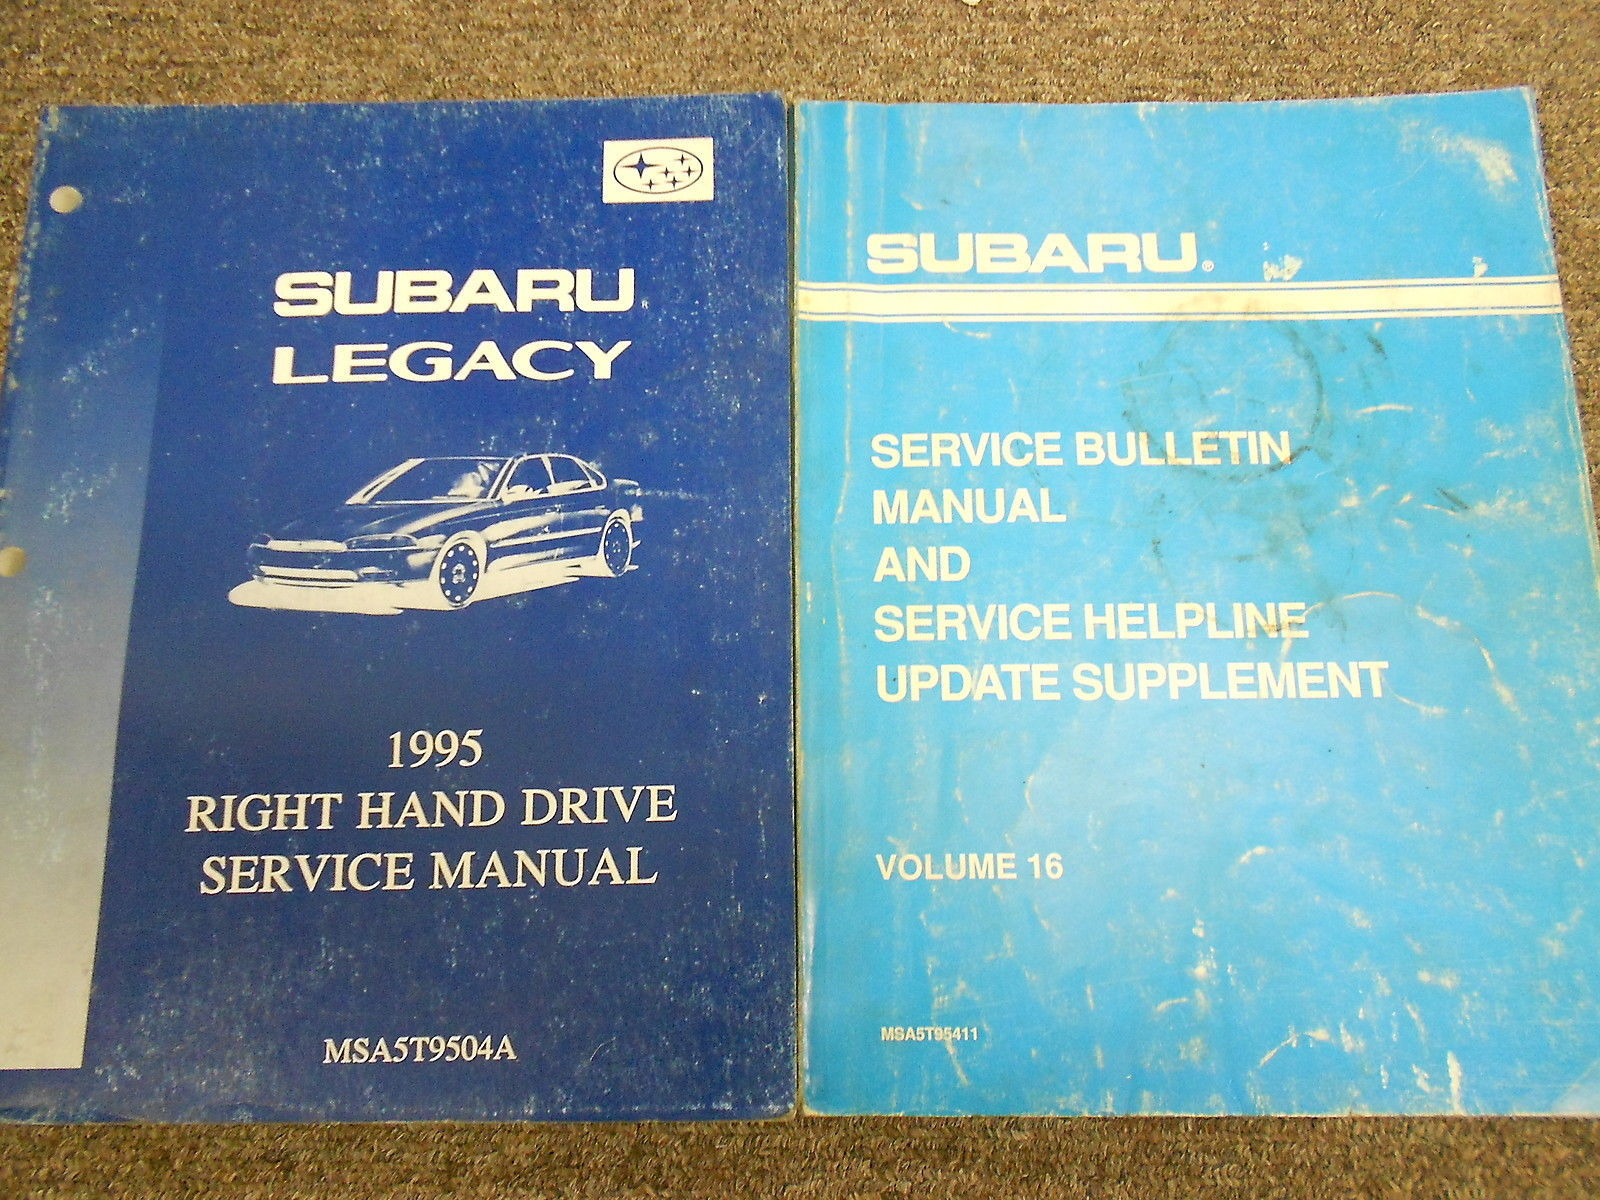 SUBARU®
LEGACY
1995
RIGHT HAND DRIVE
SERVICE MANUAL
MSA5T9504A
SUBARU®
SERVICE BULLETIN
MANUAL
AND
SERVICE HELPLINE
UPDATE SUPPLEMENT
VOLUME 16
MSA5T95411